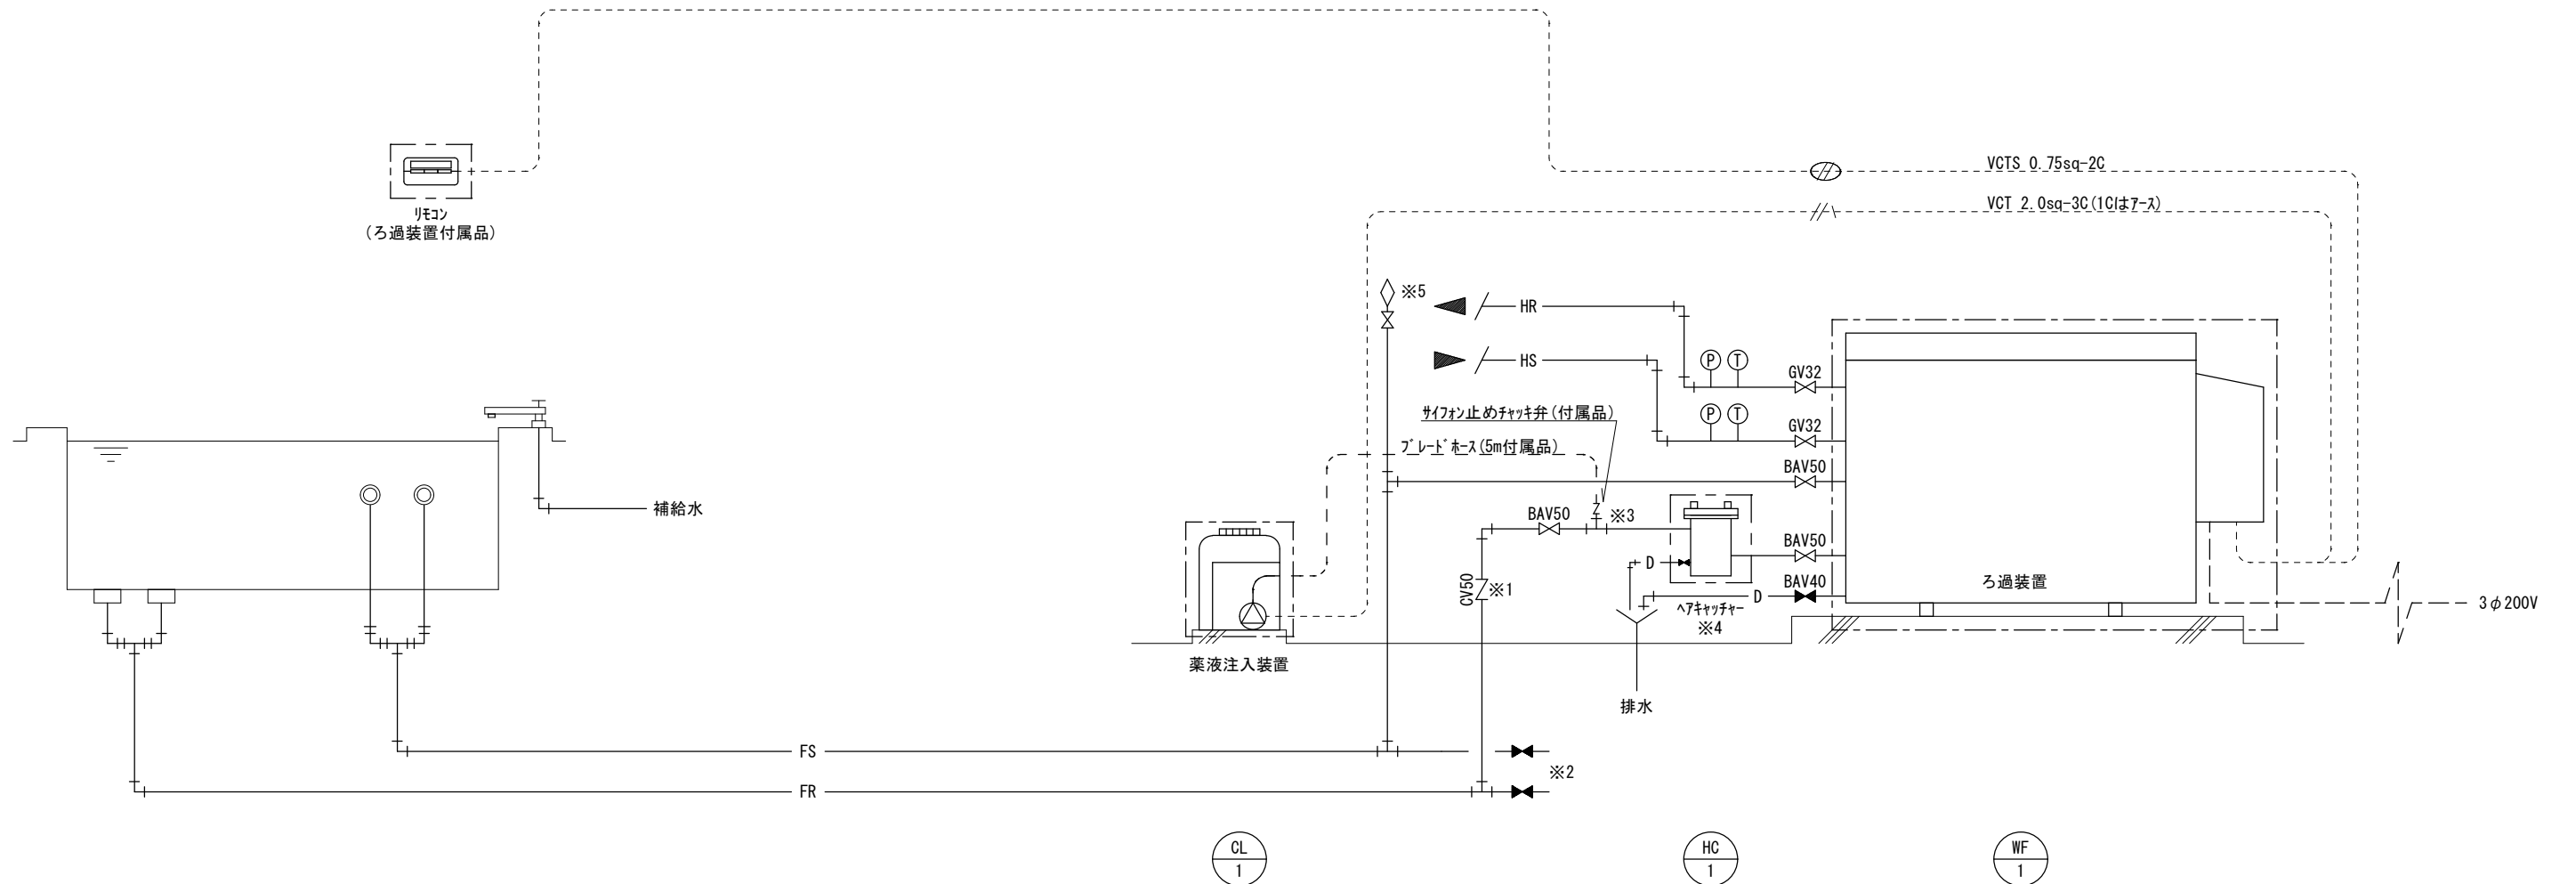 VCTS 0.75sq-2C
VCT 2.0sq-3C(1Cはアース)
リモコン
(ろ過装置付属品)
※5
HR
HS
P T
GV32
P T
GV32
サイフォン止めチャッキ弁(付属品)
ブレードホース(5m付属品)
BAV50
補給水
BAV50
※3
BAV50
D
CV50
※1
BAV40
D
ろ過装置
ヘアキャッチャー
※4
3φ200V
薬液注入装置
排水
FS
※2
FR
CL
1
HC
1
WF
1